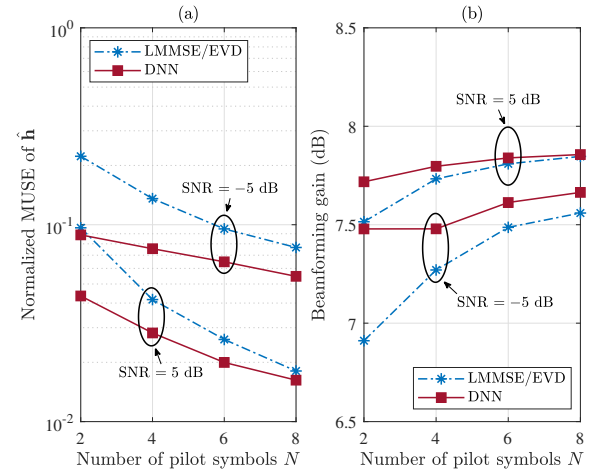 (a)
(b)
10⁰
10⁻¹
10⁻²
Normalized MUSE of ĥ
LMMSE/EVD
DNN
SNR = −5 dB
SNR = 5 dB
2 4 6 8
Number of pilot symbols N
8.5
8
7.5
7
6.5
Beamforming gain (dB)
SNR = 5 dB
SNR = −5 dB
LMMSE/EVD
DNN
2 4 6 8
Number of pilot symbols N